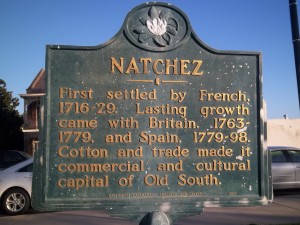 NATCHEZ
First settled by French,
1716-29. Lasting growth
came with Britain, 1763-
1779, and Spain, 1779-98.
Cotton and trade made it
commercial and cultural
capital of Old South.